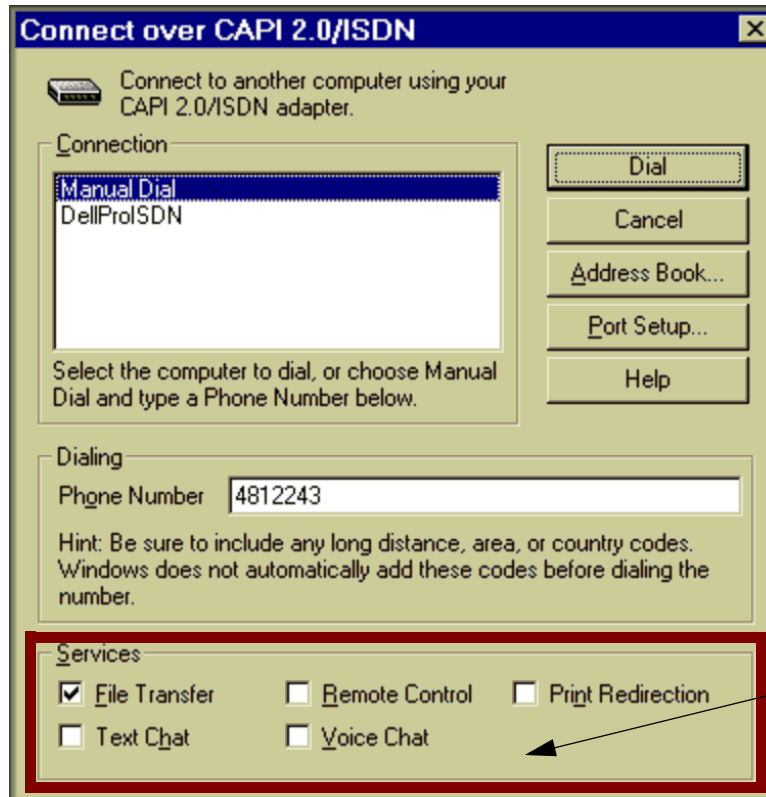 Connect over CAPI 2.0/ISDN
Connect to another computer using your
CAPI 2.0/ISDN adapter.
Connection
Manual Dial
DellProISDN
Select the computer to dial, or choose Manual
Dial and type a Phone Number below.
Dial
Cancel
Address Book...
Port Setup...
Help
Dialing
Phone Number 4812243
Hint: Be sure to include any long distance, area, or country codes.
Windows does not automatically add these codes before dialing the
number.
Services
File Transfer Remote Control Print Redirection
Text Chat Voice Chat